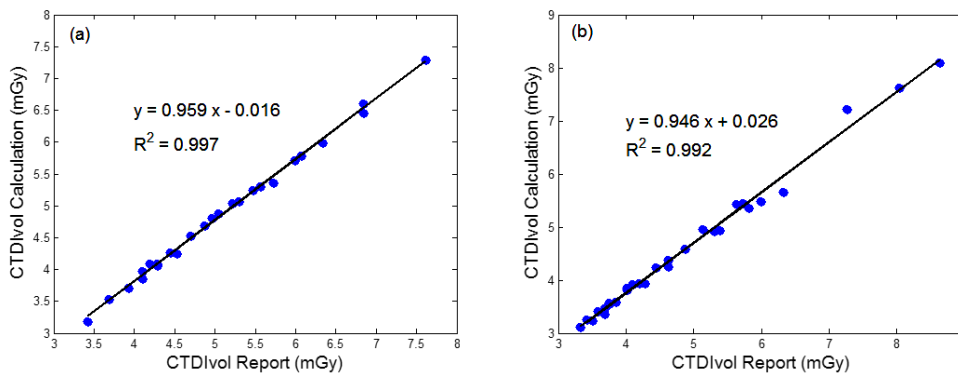 (a)
y = 0.959 x - 0.016
R² = 0.997
CTDIvol Calculation (mGy)
8
7.5
7
6.5
6
5.5
5
4.5
4
3.5
3
3 3.5 4 4.5 5 5.5 6 6.5 7 7.5 8
CTDIvol Report (mGy)
(b)
y = 0.946 x + 0.026
R² = 0.992
CTDIvol Calculation (mGy)
9
8
7
6
5
4
3
3 4 5 6 7 8
CTDIvol Report (mGy)